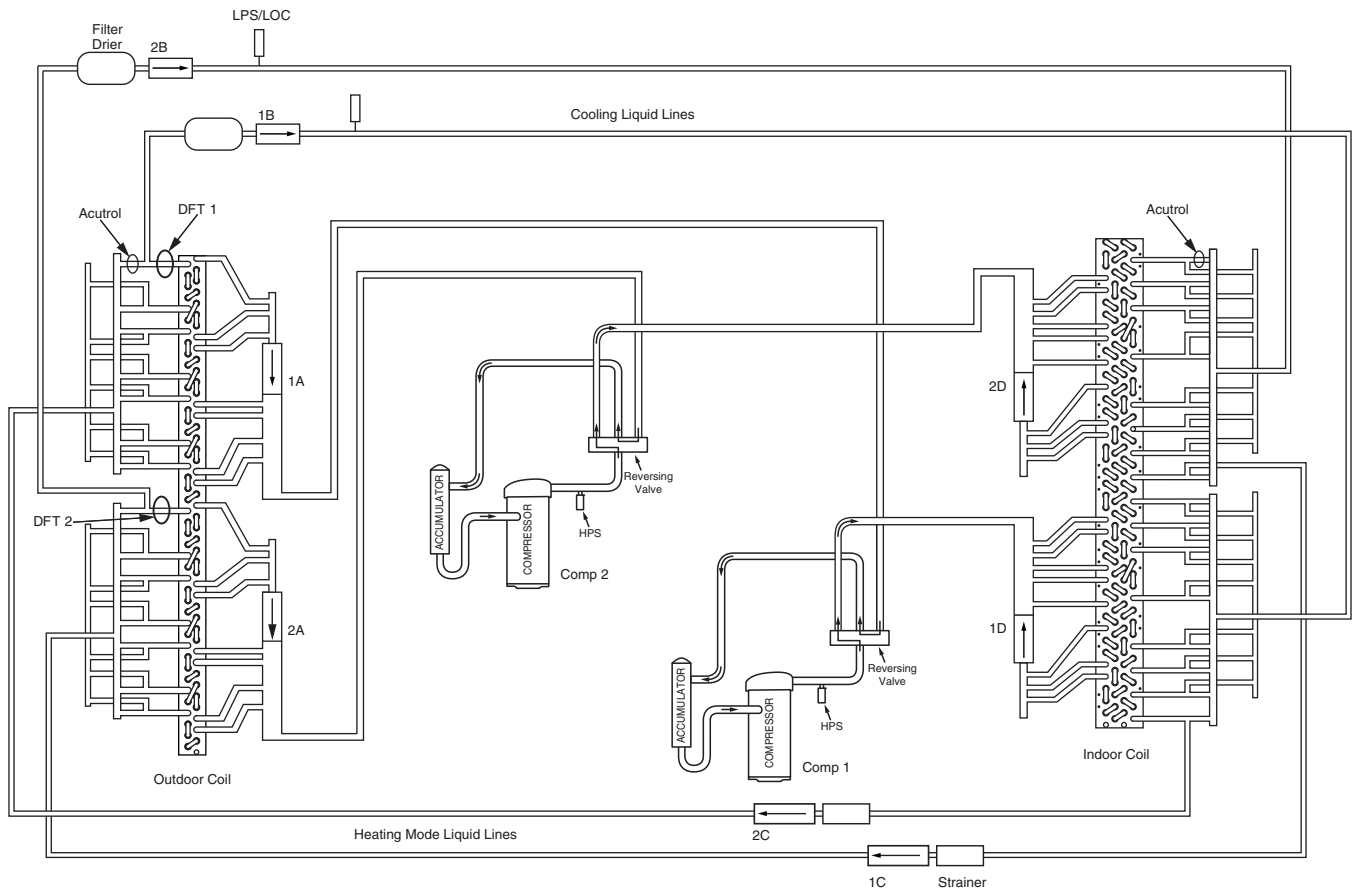 LPS/LOC
Filter
Drier
2B
1B
Cooling Liquid Lines
Acutrol
DFT 1
Acutrol
1A
2D
Reversing
Valve
ACCUMULATOR
COMPRESSOR
HPS
DFT 2
Comp 2
2A
1D
Reversing
Valve
ACCUMULATOR
COMPRESSOR
HPS
Comp 1
Outdoor Coil
Indoor Coil
Heating Mode Liquid Lines
2C
1C
Strainer